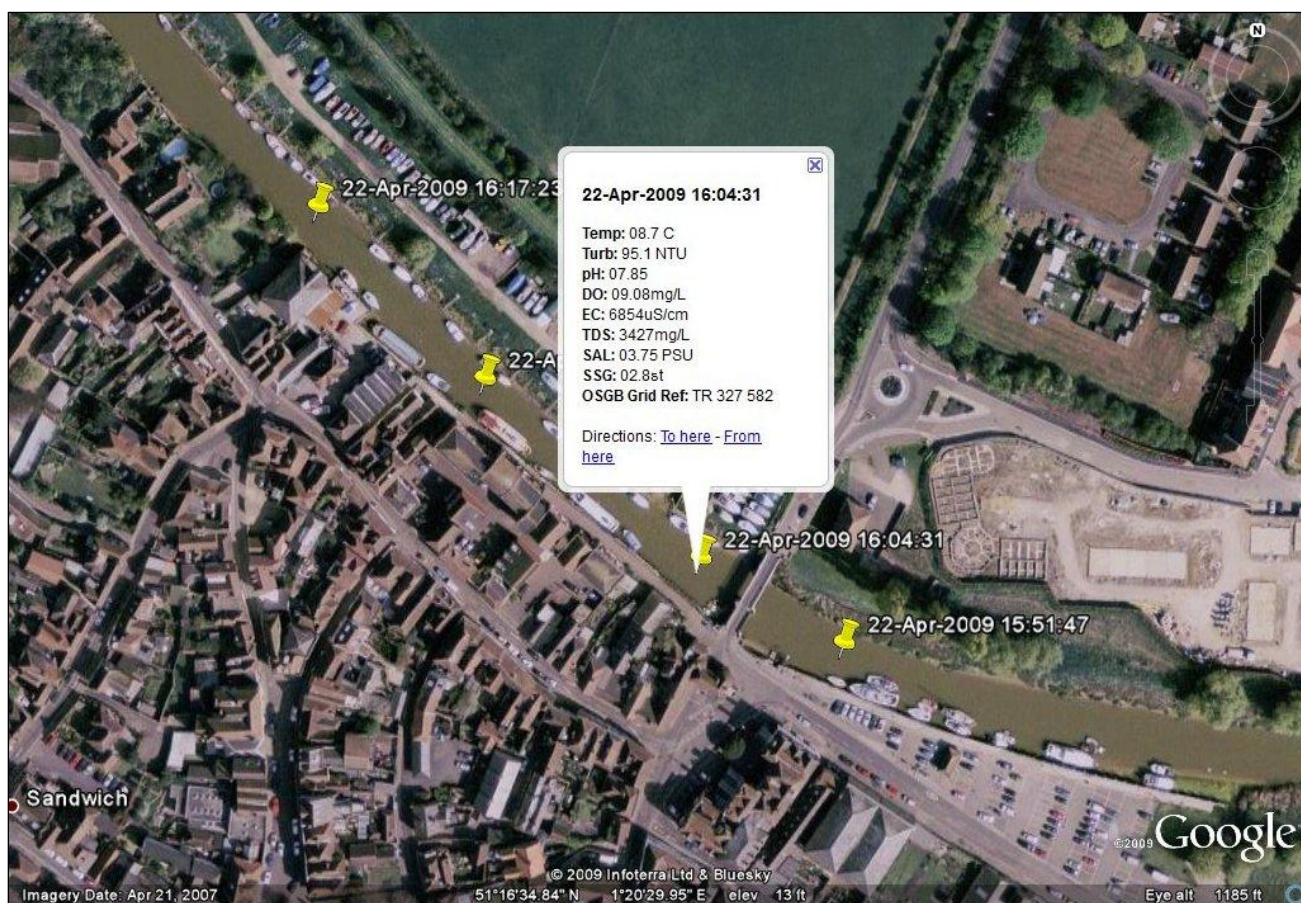 N
22-Apr-2009 16:17:23
22-Ap
22-Apr-2009 16:04:31
Temp: 08.7 C
Turb: 95.1 NTU
pH: 07.85
DO: 09.08mg/L
EC: 6854uS/cm
TDS: 3427mg/L
SAL: 03.75 PSU
SSG: 02.8st
OSGB Grid Ref: TR 327 582
Directions: To here - From
here
22-Apr-2009 16:04:31
22-Apr-2009 15:51:47
Sandwich
©2009 Google
© 2009 Infoterra Ltd & Bluesky
Imagery Date: Apr 21, 2007 51°16'34.84" N 1°20'29.95" E elev 13 ft Eye alt 1185 ft